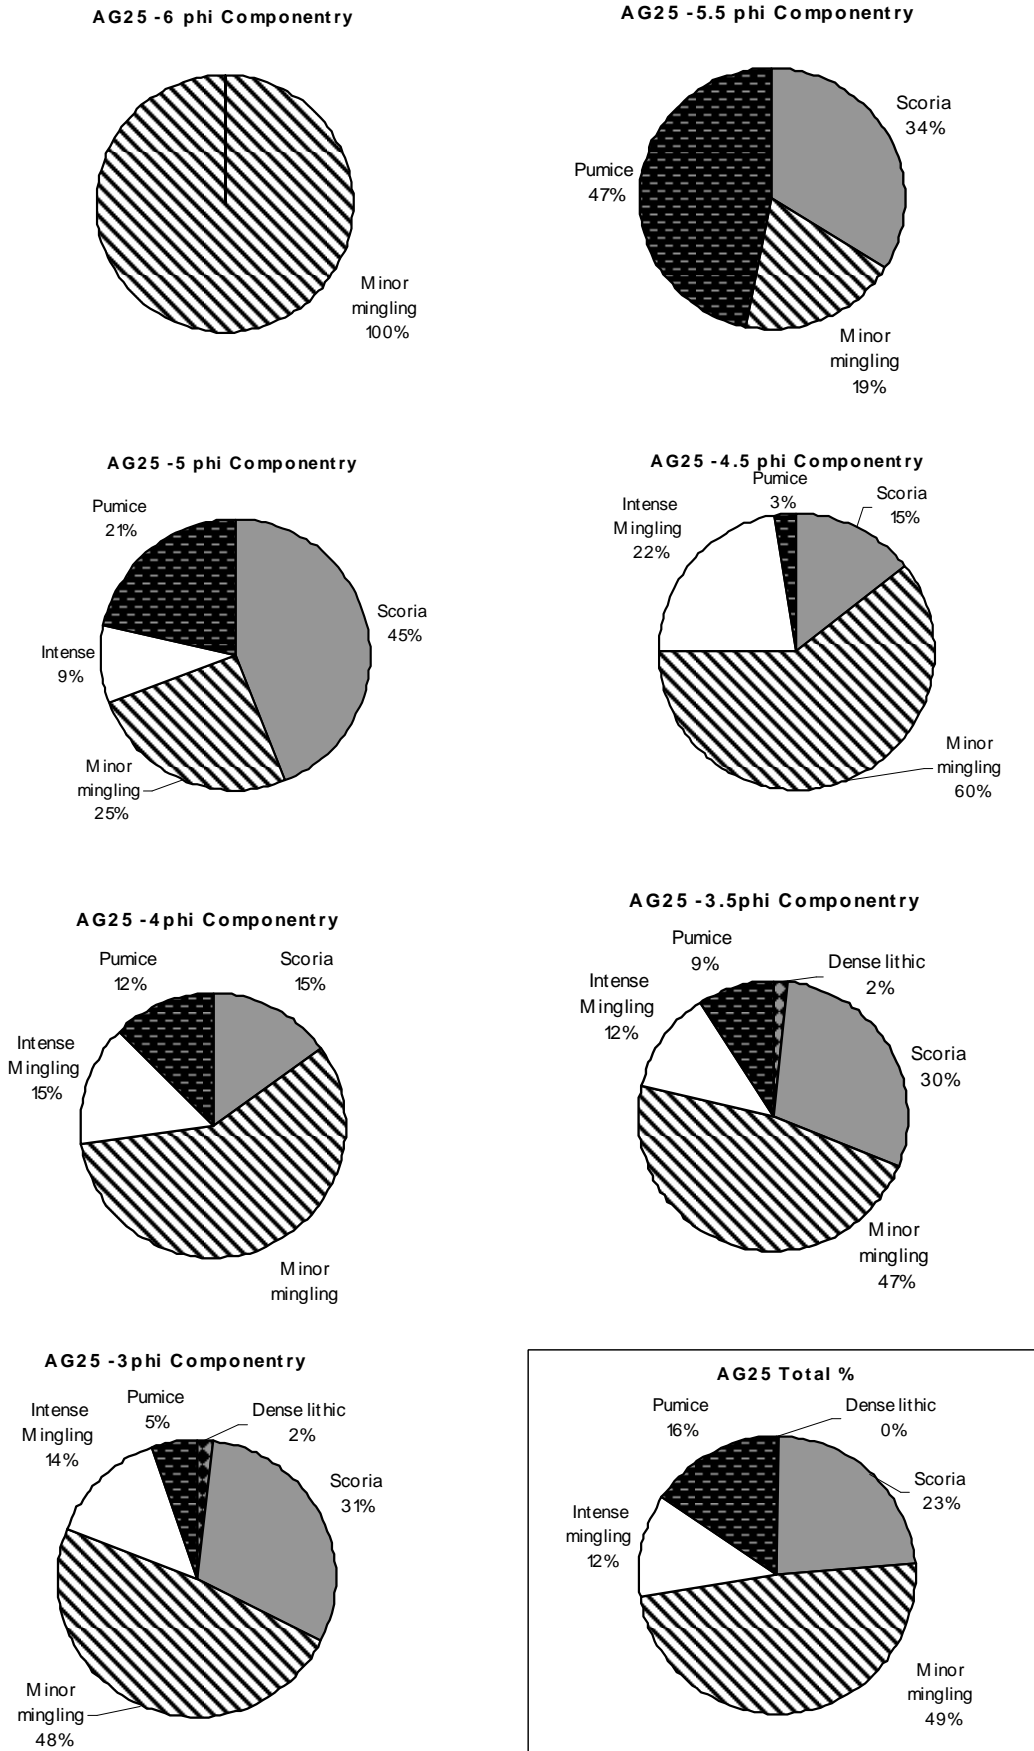 AG25 -6 phi Componentry
Minor
mingling
100%
AG25 -5.5 phi Componentry
Scoria
34%
Pumice
47%
Minor
mingling
19%
AG25 -5 phi Componentry
Pumice
21%
Scoria
45%
Intense
9%
Minor
mingling
25%
AG25 -4.5 phi Componentry
Pumice
3%
Scoria
15%
Intense
Mingling
22%
Minor
mingling
60%
AG25 -4phi Componentry
Pumice
12%
Scoria
15%
Intense
Mingling
15%
Minor
mingling
AG25 -3.5phi Componentry
Pumice
9%
Dense lithic
2%
Intense
Mingling
12%
Scoria
30%
Minor
mingling
47%
AG25 -3phi Componentry
Pumice
5%
Dense lithic
2%
Intense
Mingling
14%
Scoria
31%
Minor
mingling
48%
AG25 Total %
Pumice
16%
Dense lithic
0%
Scoria
23%
Intense
mingling
12%
Minor
mingling
49%